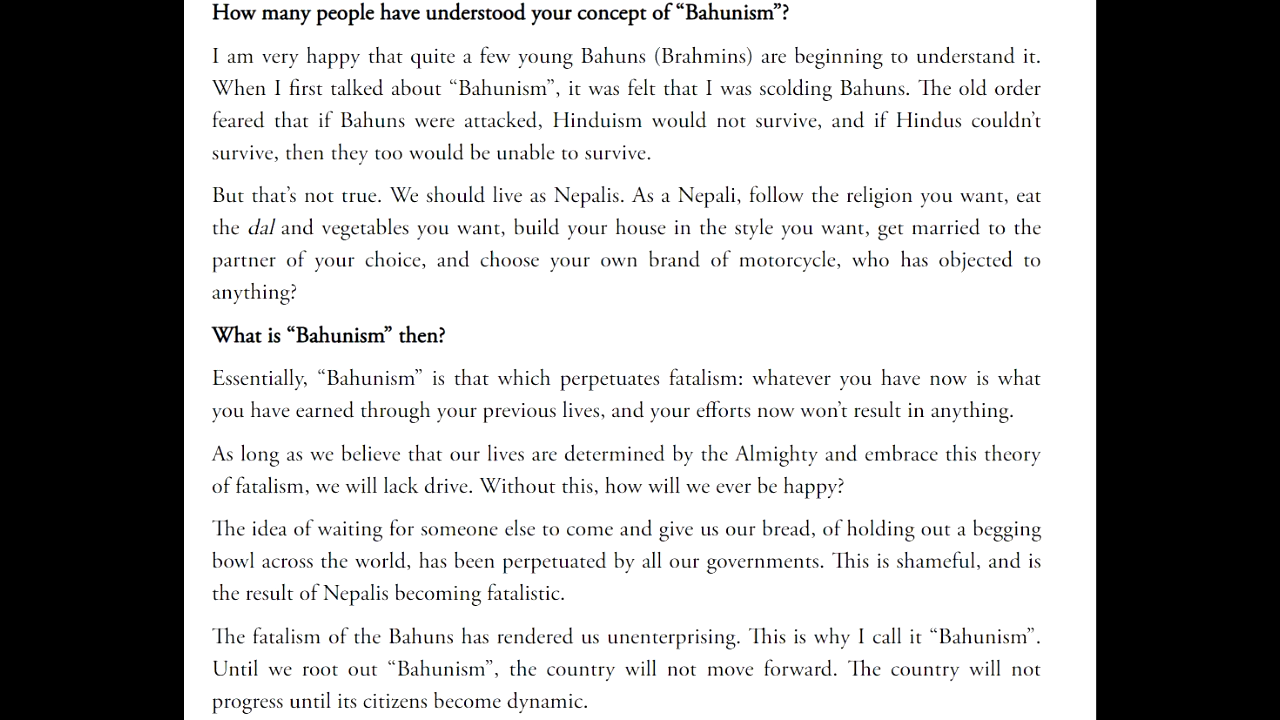 How many people have understood your concept of “Bahunism”?
I am very happy that quite a few young Bahuns (Brahmins) are beginning to understand it.
When I first talked about “Bahunism”, it was felt that I was scolding Bahuns. The old order
feared that if Bahuns were attacked, Hinduism would not survive, and if Hindus couldn’t
survive, then they too would be unable to survive.
But that’s not true. We should live as Nepalis. As a Nepali, follow the religion you want, eat
the dal and vegetables you want, build your house in the style you want, get married to the
partner of your choice, and choose your own brand of motorcycle, who has objected to
anything?
What is “Bahunism” then?
Essentially, “Bahunism” is that which perpetuates fatalism: whatever you have now is what
you have earned through your previous lives, and your efforts now won’t result in anything.
As long as we believe that our lives are determined by the Almighty and embrace this theory
of fatalism, we will lack drive. Without this, how will we ever be happy?
The idea of waiting for someone else to come and give us our bread, of holding out a begging
bowl across the world, has been perpetuated by all our governments. This is shameful, and is
the result of Nepalis becoming fatalistic.
The fatalism of the Bahuns has rendered us unenterprising. This is why I call it “Bahunism”.
Until we root out “Bahunism”, the country will not move forward. The country will not
progress until its citizens become dynamic.